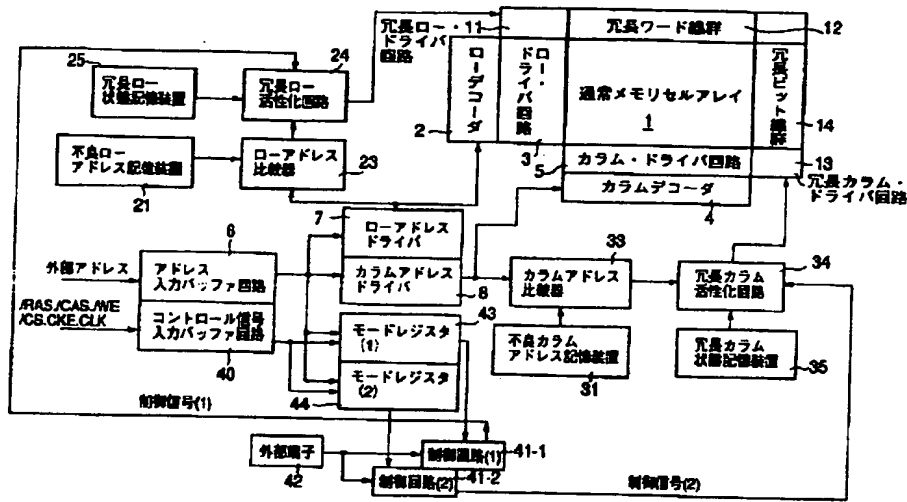 冗長ロー・
ドライバ
回路
11
冗長ワード線群
12
25
冗長ロー
状態記憶装置
24
冗長ロー
活性化回路
ローデコーダ
2
ロー・
ドライバ回路
3
通常メモリセルアレイ
1
冗長ビット線群
14
不良ロー
アドレス記憶装置
21
ローアドレス
比較器
23
5
カラム・ドライバ回路
13
カラムデコーダ
4
冗長カラム・
ドライバ回路
7
ローアドレス
ドライバ
6
外部アドレス
アドレス
入力バッファ回路
カラムアドレス
ドライバ
8
33
カラムアドレス
比較器
34
冗長カラム
活性化回路
/RAS./CAS./WE
/CS.CKE.CLK
コントロール信号
入力バッファ回路
40
43
モードレジスタ
(1)
不良カラム
アドレス記憶装置
31
冗長カラム
状態記憶装置
35
モードレジスタ
(2)
44
制御信号(1)
外部端子
42
制御回路(1)
41-1
制御回路(2)
41-2
制御信号(2)